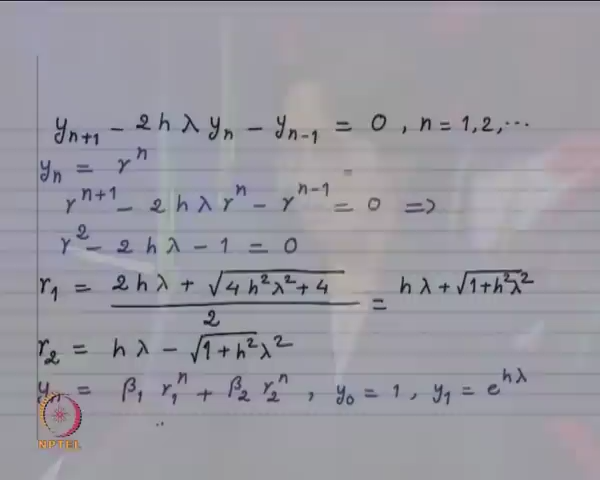 y_{n+1} - 2hλ y_n - y_{n-1} = 0 , n = 1, 2, ...
y_n = r^n
r^{n+1} - 2hλ r^n - r^{n-1} = 0 ⇒
r^2 - 2hλ - 1 = 0
r_1 = (2hλ + √(4h^2λ^2 + 4)) / 2 = hλ + √(1+h^2λ^2)
r_2 = hλ - √(1+h^2)λ^2
y_n = β_1 r_1^n + β_2 r_2^n , y_0 = 1 , y_1 = e^{hλ}
NPTEL